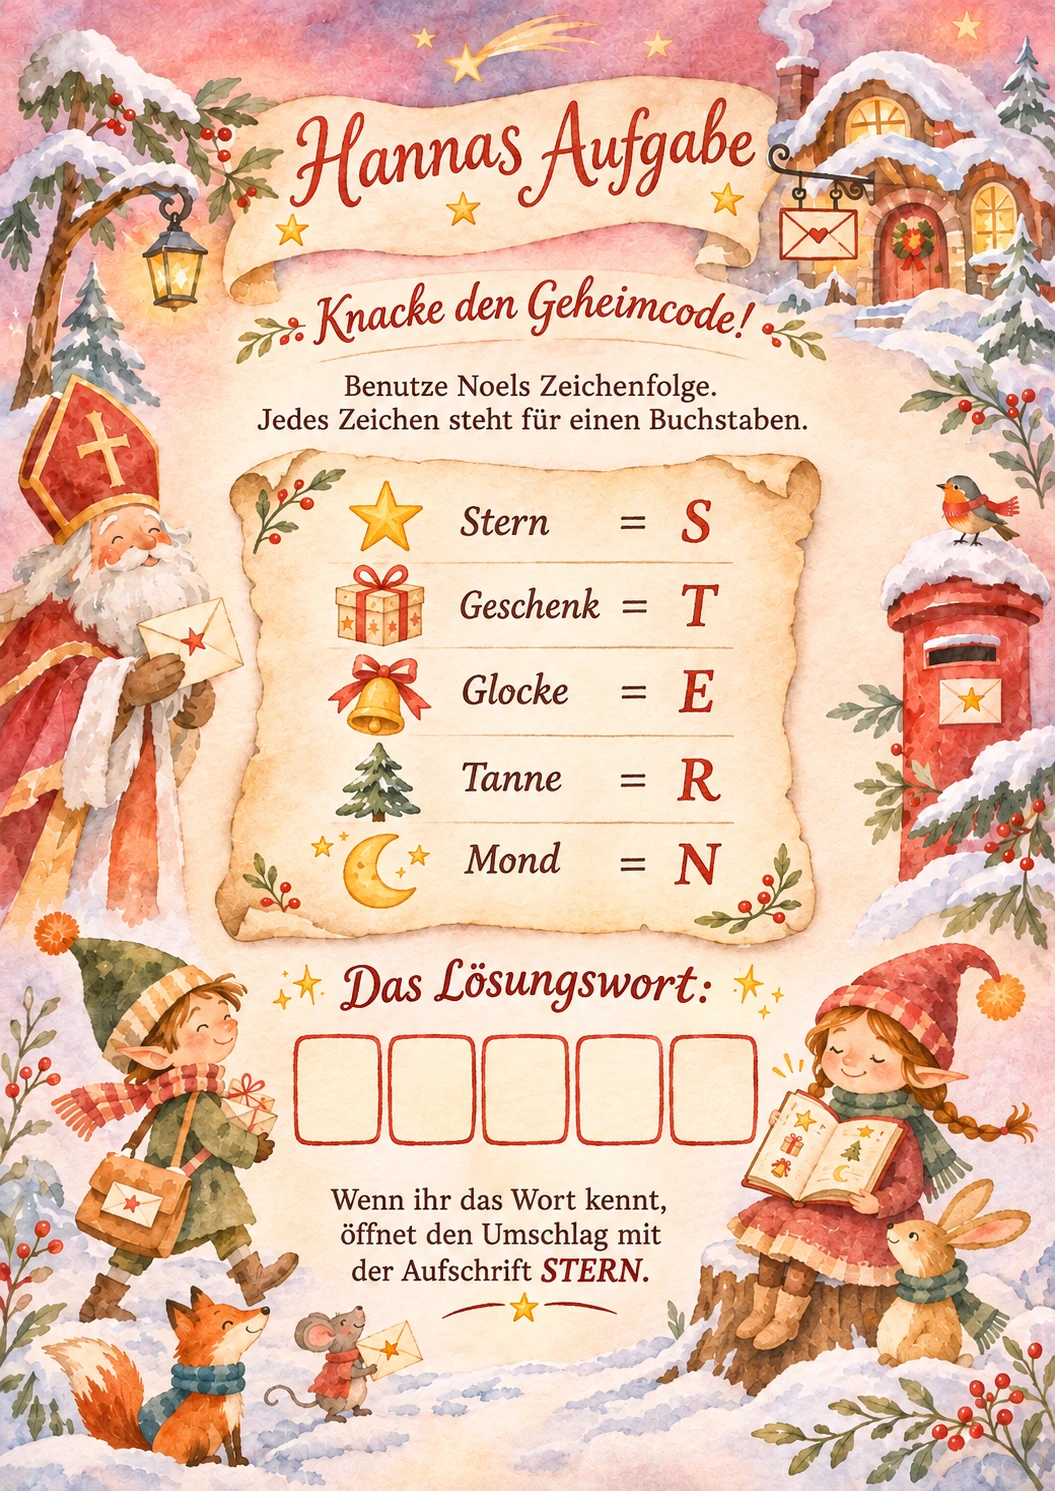 Hannas Aufgabe
Knacke den Geheimcode!
Benutze Noels Zeichenfolge.
Jedes Zeichen steht für einen Buchstaben.
Stern = S
Geschenk = T
Glocke = E
Tanne = R
Mond = N
Das Lösungswort:
Wenn ihr das Wort kennt,
öffnet den Umschlag mit
der Aufschrift STERN.